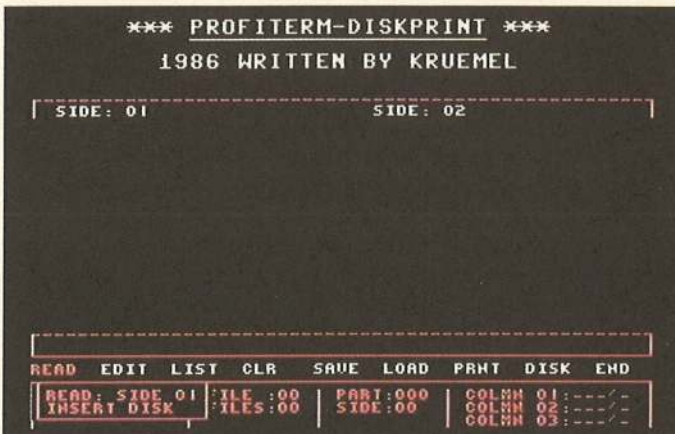 *** PROFITERM-DISKPRINT ***
1986 WRITTEN BY KRUEMEL
SIDE: 01 SIDE: 02
READ EDIT LIST CLR SAVE LOAD PRNT DISK END
READ: SIDE 01 ILE :00 PART:000 COLMN 01:---/-
INSERT DISK ILES:00 SIDE:00 COLMN 02:---/-
COLMN 03:---/-